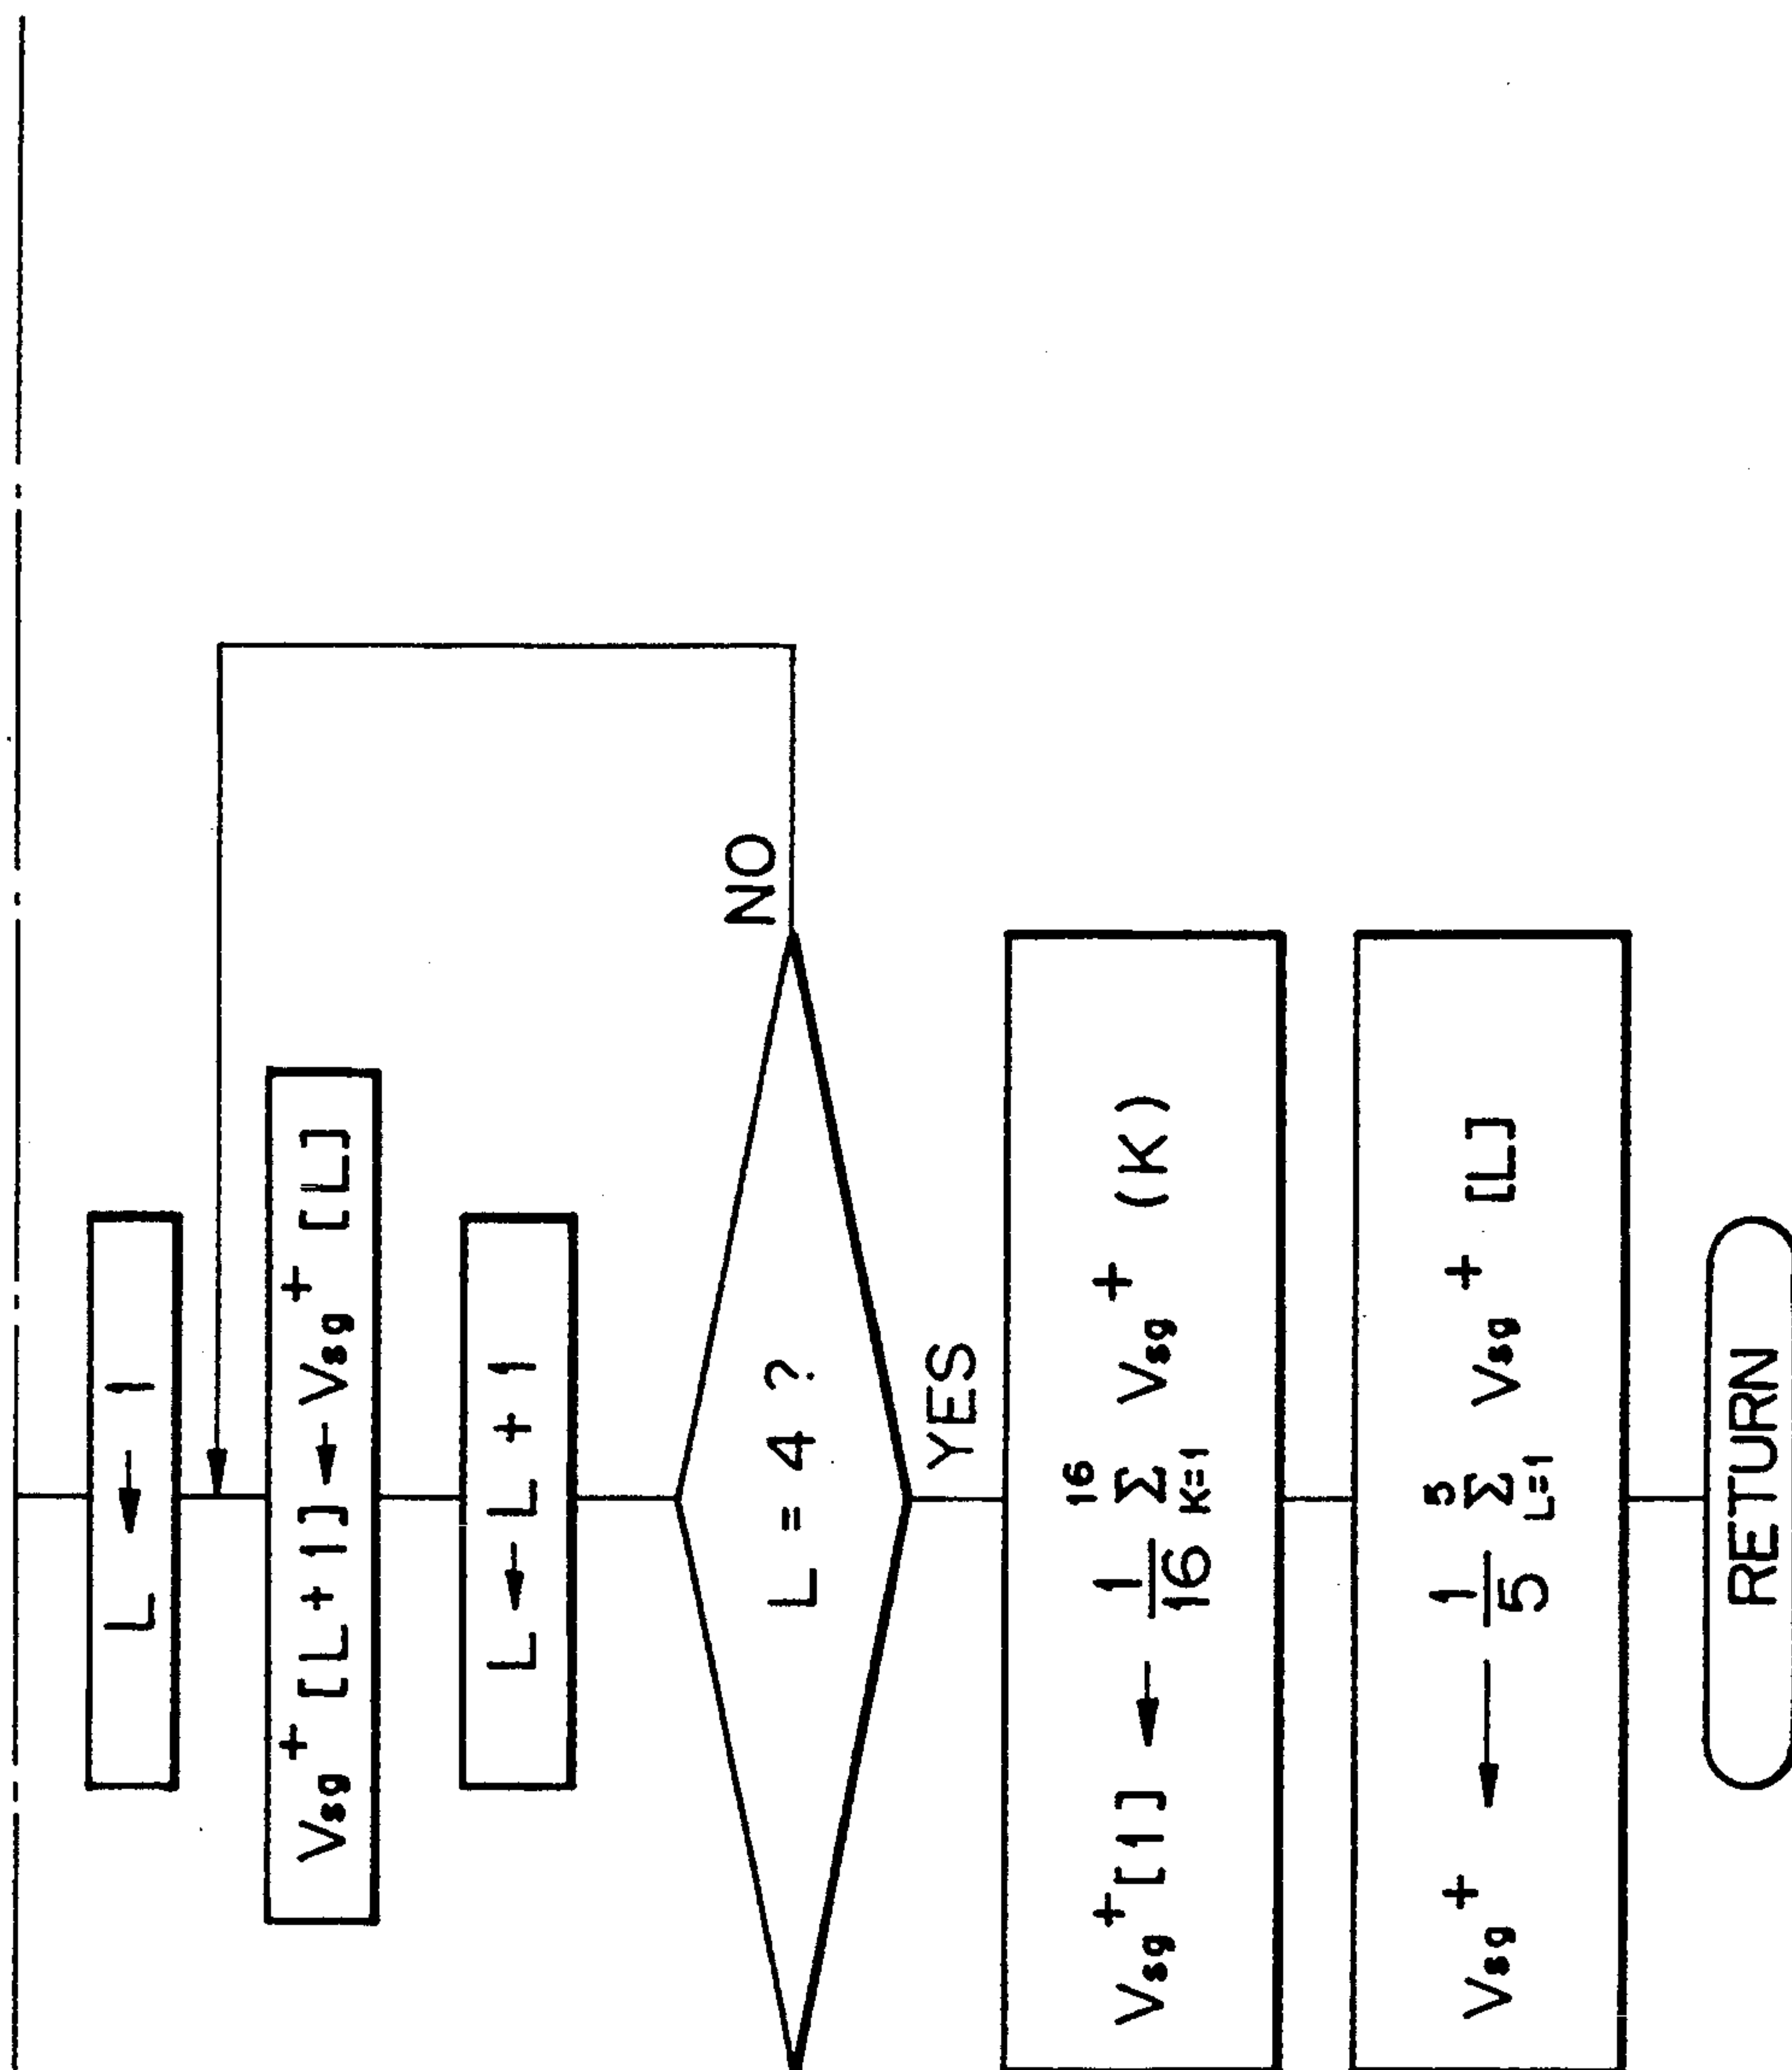 L ← 1
Vsg⁺ [L+1] ← Vsg⁺ [L]
L ← L + 1
L = 4 ?
NO
YES
Vsg⁺[1] ← 1/16 16 Σ K=1 Vsg⁺ (K)
Vsg⁺ ← 1/5 5 Σ L=1 Vsg⁺ [L]
RETURN